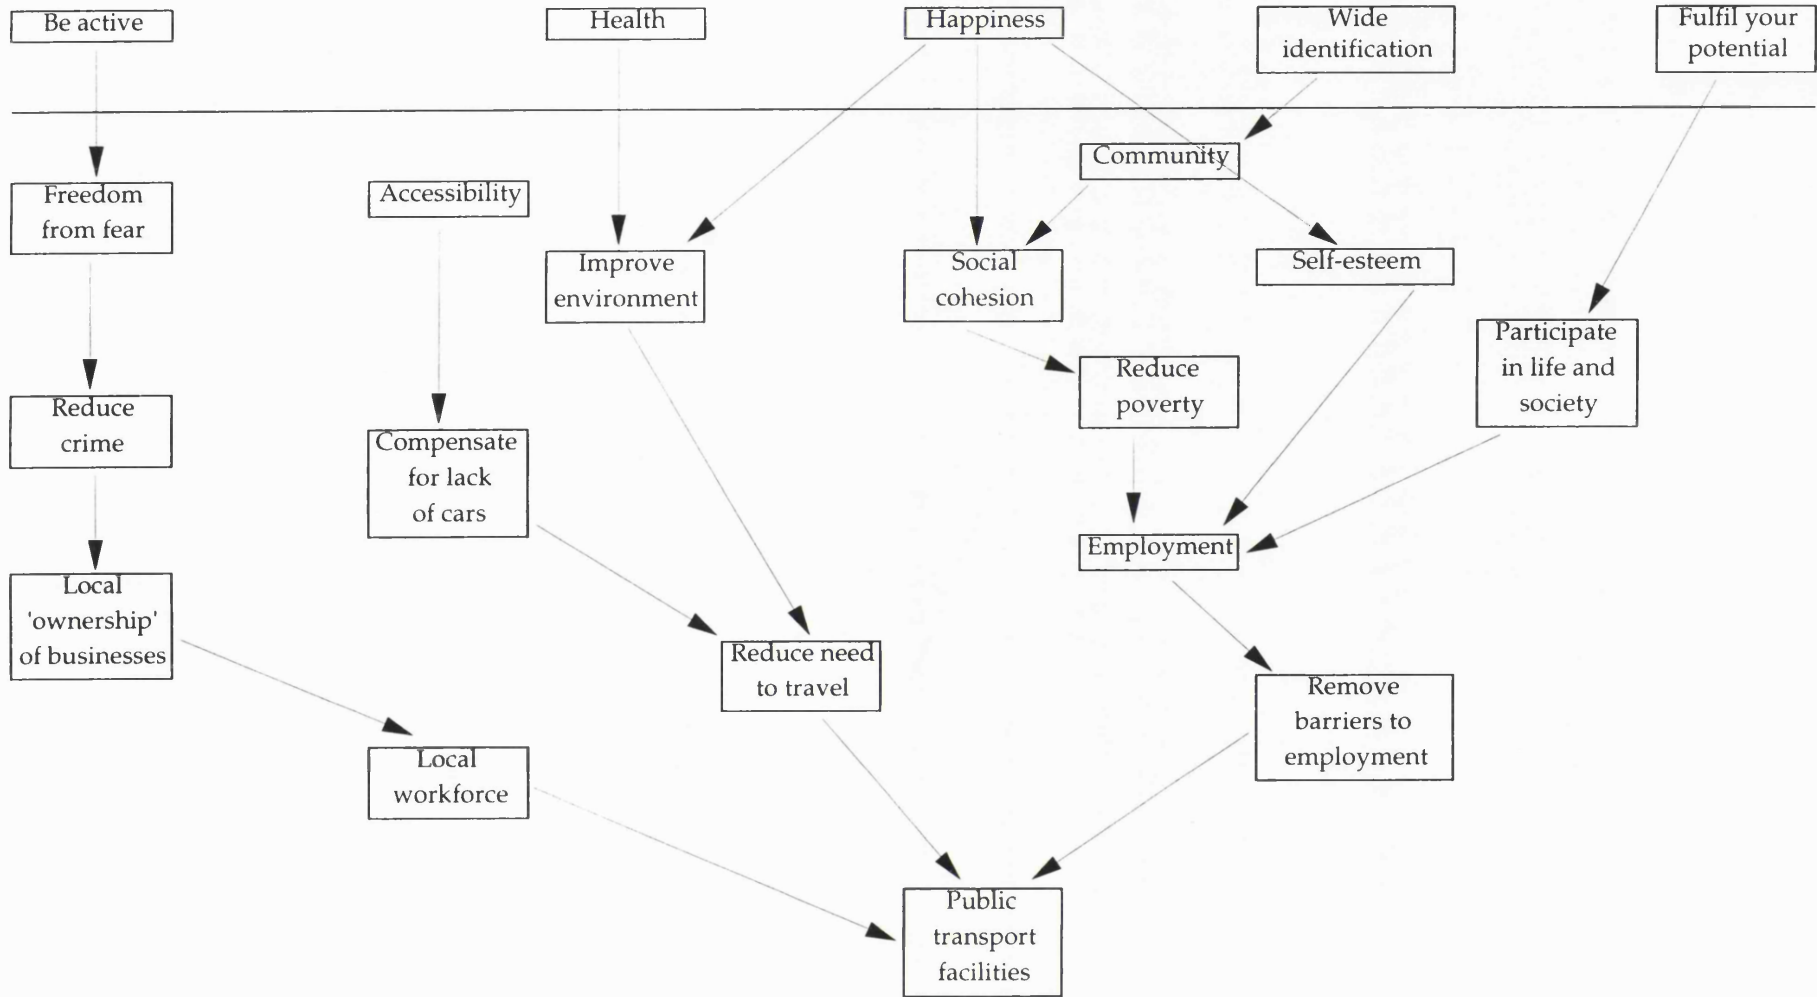 Be active
Health
Happiness
Wide
identification
Fulfil your
potential
Community
Freedom
from fear
Accessibility
Improve
environment
Social
cohesion
Self-esteem
Participate
in life and
society
Reduce
poverty
Reduce
crime
Compensate
for lack
of cars
Employment
Local
'ownership'
of businesses
Reduce need
to travel
Remove
barriers to
employment
Local
workforce
Public
transport
facilities